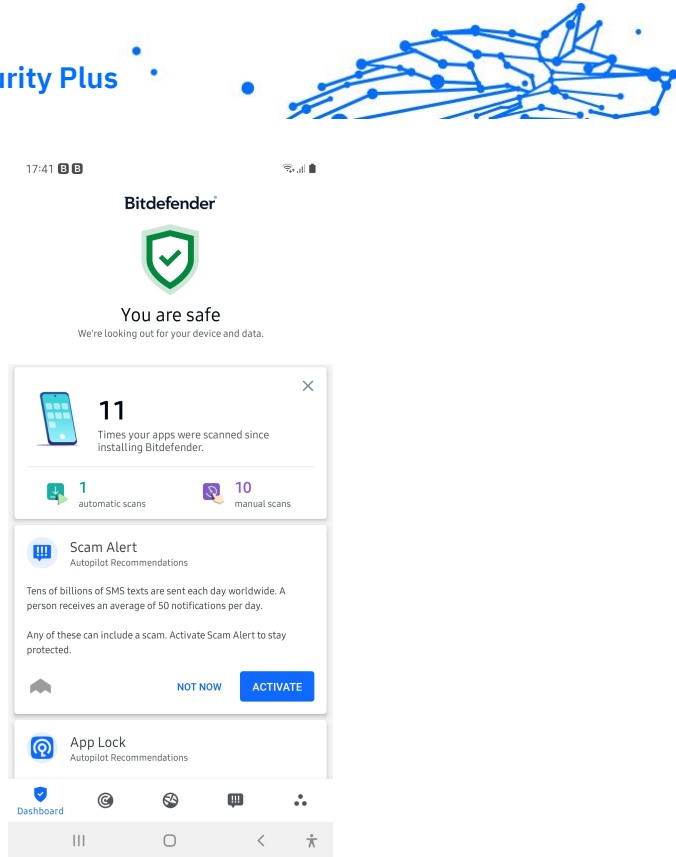 urity Plus
17:41 B B
Bitdefender®
You are safe
We're looking out for your device and data.
11
Times your apps were scanned since
installing Bitdefender.
1
automatic scans
10
manual scans
Scam Alert
Autopilot Recommendations
Tens of billions of SMS texts are sent each day worldwide. A
person receives an average of 50 notifications per day.
Any of these can include a scam. Activate Scam Alert to stay
protected.
NOT NOW
ACTIVATE
App Lock
Autopilot Recommendations
Dashboard